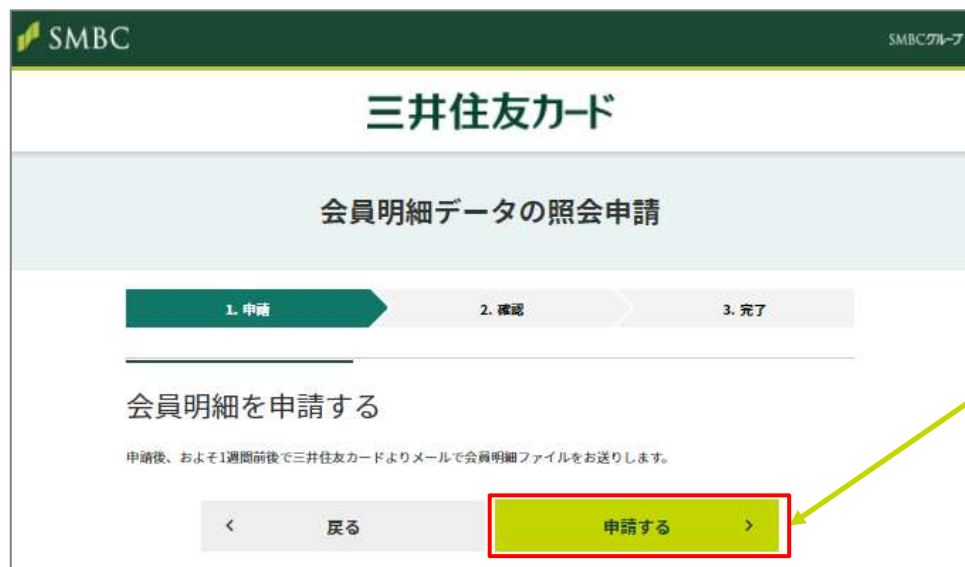 SMBC
SMBCグループ
三井住友カード
会員明細データの照会申請
1. 申請
2. 確認
3. 完了
会員明細を申請する
申請後、およそ1週間前後で三井住友カードよりメールで会員明細ファイルをお送りします。
< 戻る
申請する >